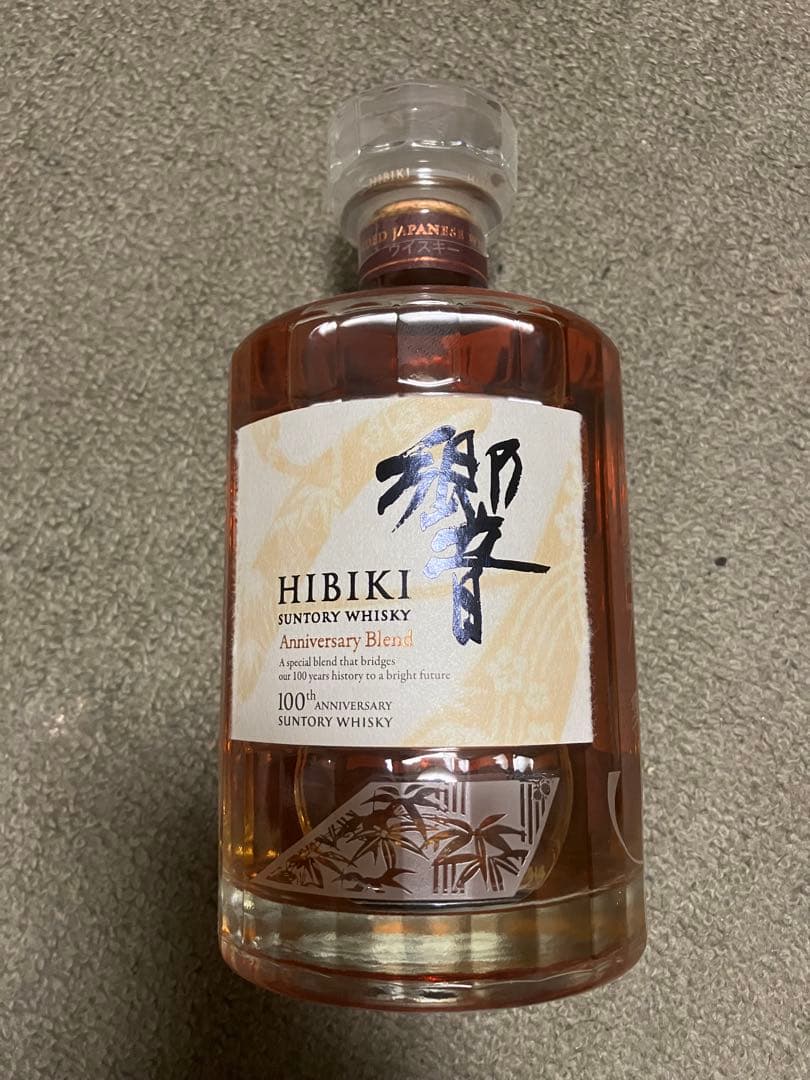 HIBIKI
JAPANESE
ウイスキー
響
HIBIKI
SUNTORY WHISKY
Anniversary Blend
A special blend that bridges
our 100 years history to a bright future
100th ANNIVERSARY
SUNTORY WHISKY